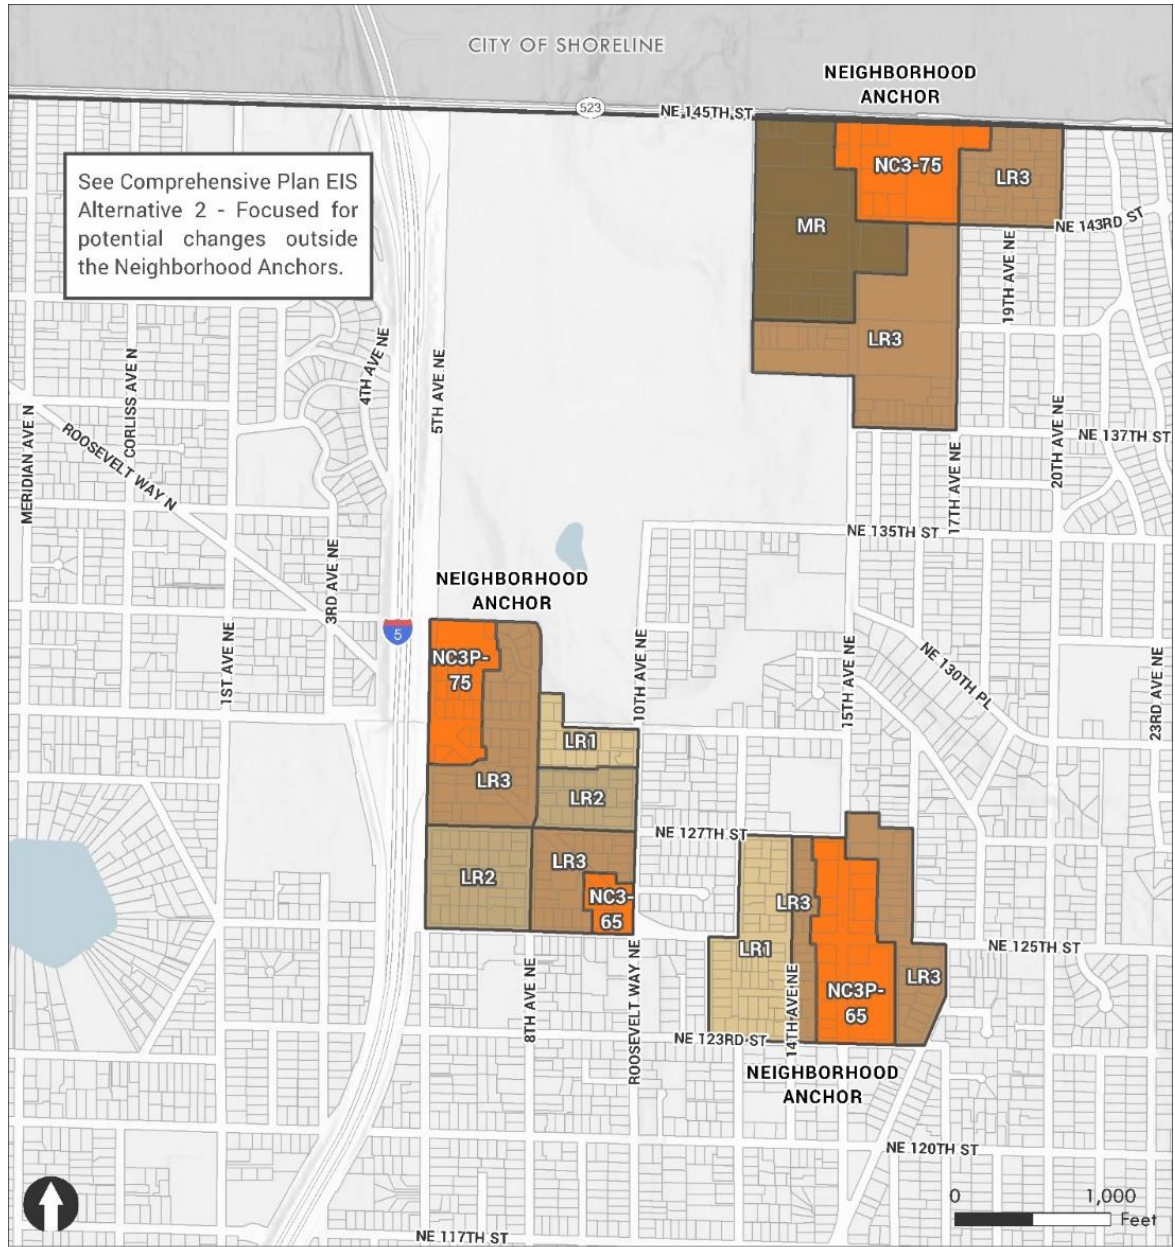 CITY OF SHORELINE
NEIGHBORHOOD
ANCHOR
523
NE 145TH ST
See Comprehensive Plan EIS
Alternative 2 - Focused for
potential changes outside
the Neighborhood Anchors.
NC3-75
LR3
MR
NE 143RD ST
19TH AVE NE
LR3
4TH AVE NE
5TH AVE NE
CORLISS AVE N
MERIDIAN AVE N
ROOSEVELT WAY N
20TH AVE NE
NE 137TH ST
17TH AVE NE
NE 135TH ST
3RD AVE NE
NEIGHBORHOOD
ANCHOR
5
1ST AVE NE
NC3P-
75
10TH AVE NE
15TH AVE NE
NE 130TH PL
23RD AVE NE
LR1
LR3
LR2
NE 127TH ST
LR3
LR2
NC3-
65
LR3
LR1
NE 125TH ST
LR3
NC3P-
65
8TH AVE NE
ROOSEVELT WAY NE
14TH AVE NE
NE 123RD ST
NEIGHBORHOOD
ANCHOR
NE 120TH ST
0 1,000
Feet
NE 117TH ST